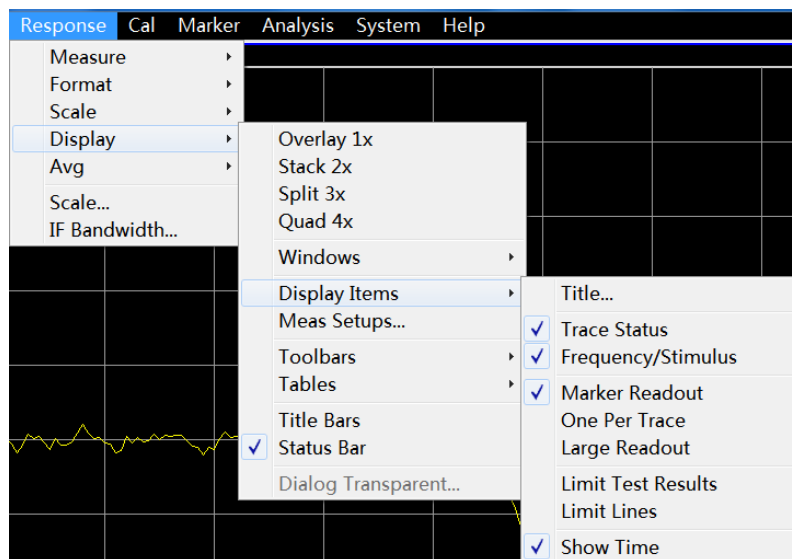 Response Cal Marker Analysis System Help
Measure
Format
Scale
Display
Avg
Scale...
IF Bandwidth...
Overlay 1x
Stack 2x
Split 3x
Quad 4x
Windows
Display Items
Meas Setups...
Toolbars
Tables
Title Bars
Status Bar
Dialog Transparent...
Title...
Trace Status
Frequency/Stimulus
Marker Readout
One Per Trace
Large Readout
Limit Test Results
Limit Lines
Show Time